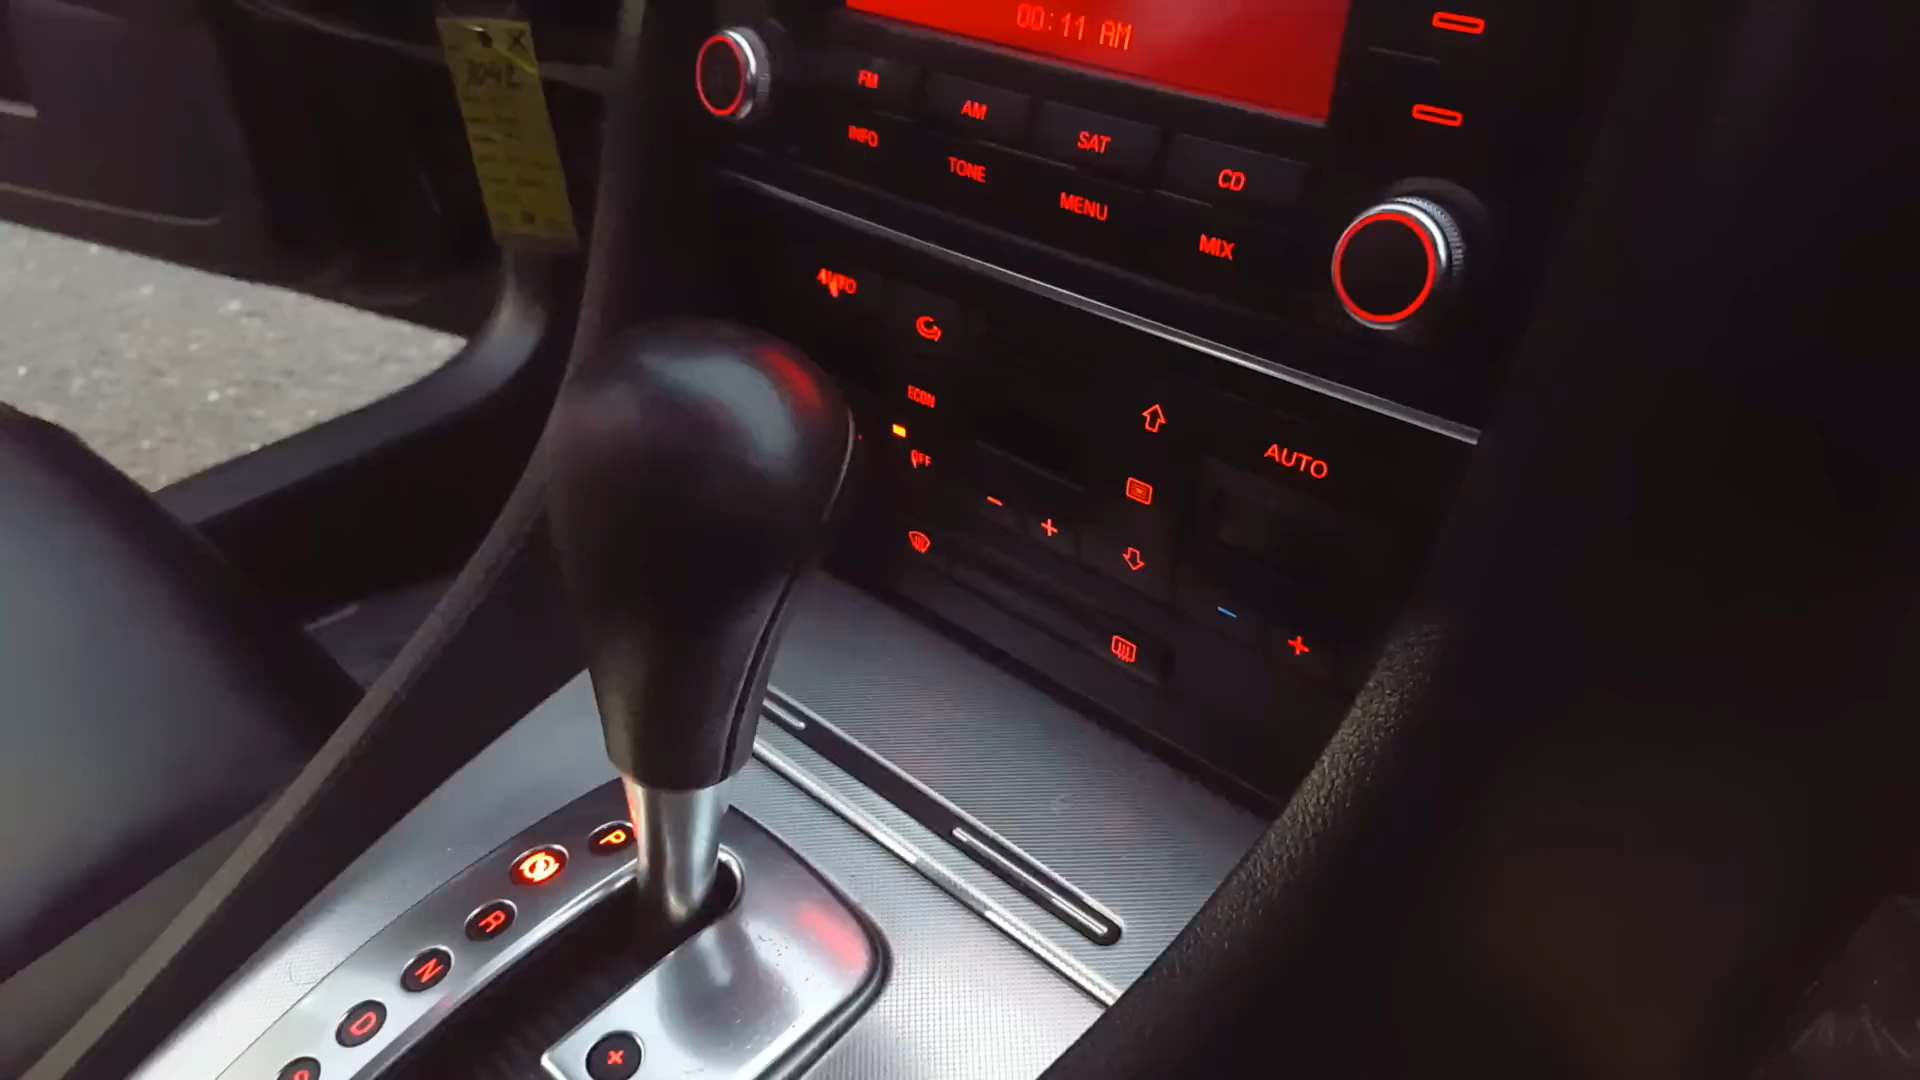 00:11 AM
FM AM SAT CD
INFO TONE MENU MIX
AUTO
ECON
AUTO
OFF
- +
- +
P
R
N
D
S
+